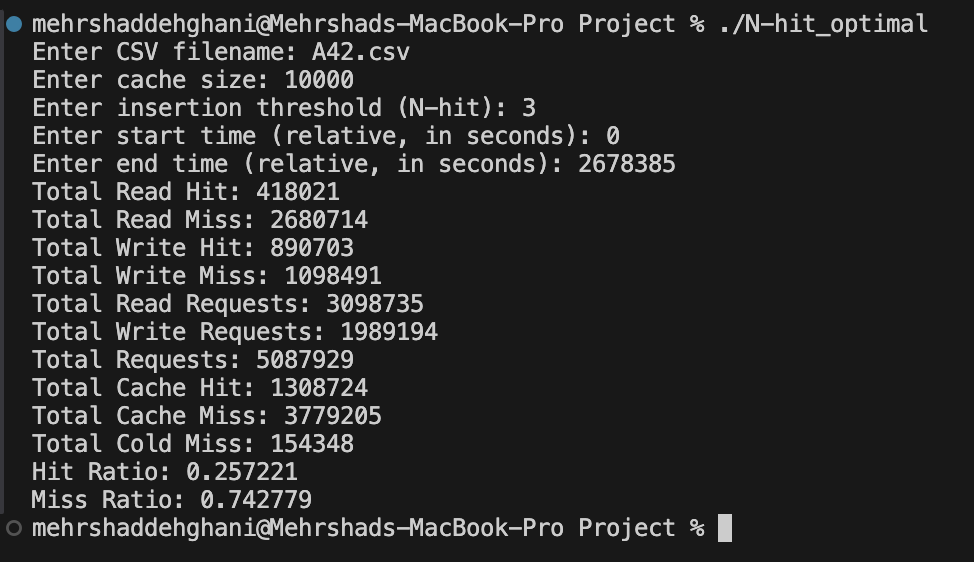 mehrshaddehghani@Mehrshads-MacBook-Pro Project % ./N-hit_optimal
Enter CSV filename: A42.csv
Enter cache size: 10000
Enter insertion threshold (N-hit): 3
Enter start time (relative, in seconds): 0
Enter end time (relative, in seconds): 2678385
Total Read Hit: 418021
Total Read Miss: 2680714
Total Write Hit: 890703
Total Write Miss: 1098491
Total Read Requests: 3098735
Total Write Requests: 1989194
Total Requests: 5087929
Total Cache Hit: 1308724
Total Cache Miss: 3779205
Total Cold Miss: 154348
Hit Ratio: 0.257221
Miss Ratio: 0.742779
mehrshaddehghani@Mehrshads-MacBook-Pro Project %